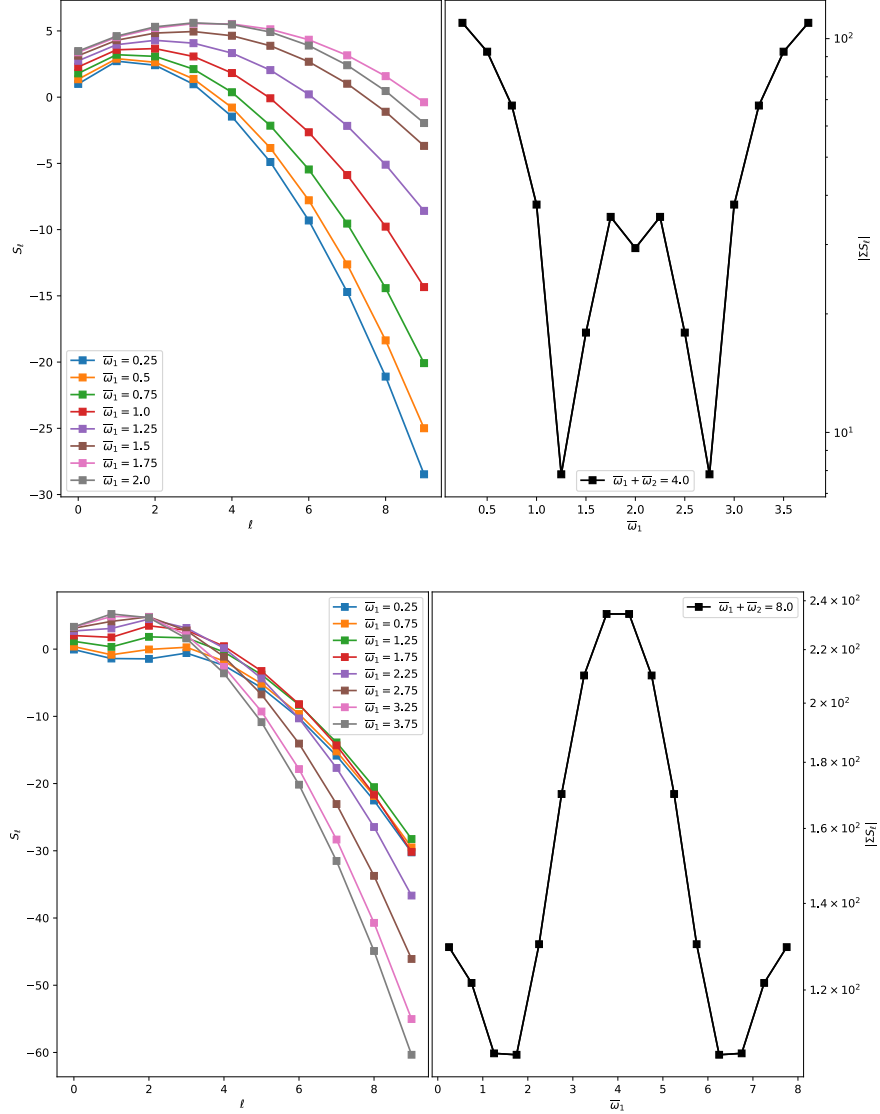 5
0
−5
−10
−15
−20
−25
−30
S_ℓ
0 2 4 6 8
ℓ
ω̅₁ = 0.25
ω̅₁ = 0.5
ω̅₁ = 0.75
ω̅₁ = 1.0
ω̅₁ = 1.25
ω̅₁ = 1.5
ω̅₁ = 1.75
ω̅₁ = 2.0
ω̅₁ + ω̅₂ = 4.0
0.5 1.0 1.5 2.0 2.5 3.0 3.5
ω̅₁
10²
10¹
|ΣS_ℓ|
0
−10
−20
−30
−40
−50
−60
S_ℓ
0 2 4 6 8
ℓ
ω̅₁ = 0.25
ω̅₁ = 0.75
ω̅₁ = 1.25
ω̅₁ = 1.75
ω̅₁ = 2.25
ω̅₁ = 2.75
ω̅₁ = 3.25
ω̅₁ = 3.75
ω̅₁ + ω̅₂ = 8.0
0 1 2 3 4 5 6 7 8
ω̅₁
2.4 × 10²
2.2 × 10²
2 × 10²
1.8 × 10²
1.6 × 10²
1.4 × 10²
1.2 × 10²
|ΣS_ℓ|